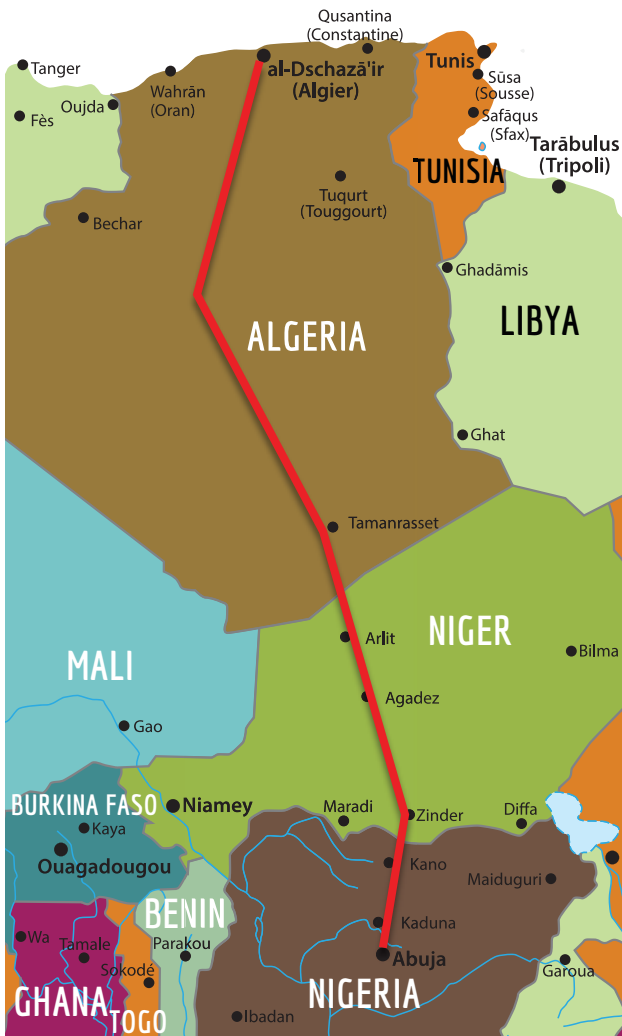 Qusantina
(Constantine)
Tanger
al-Dschazā'ir
(Algier)
Tunis
Wahrān
(Oran)
Sūsa
(Sousse)
Oujda
Fès
Safāqus
(Sfax)
Tarābulus
(Tripoli)
TUNISIA
Tuqurt
(Touggourt)
Bechar
Ghadāmis
LIBYA
ALGERIA
Ghat
Tamanrasset
NIGER
Arlit
Bilma
MALI
Agadez
Gao
BURKINA FASO
Niamey
Maradi
Zinder
Diffa
Kaya
Ouagadougou
Kano
Maiduguri
BENIN
Kaduna
Wa
Tamale
Parakou
Abuja
Sokodé
Garoua
GHANA
NIGERIA
TOGO
Ibadan